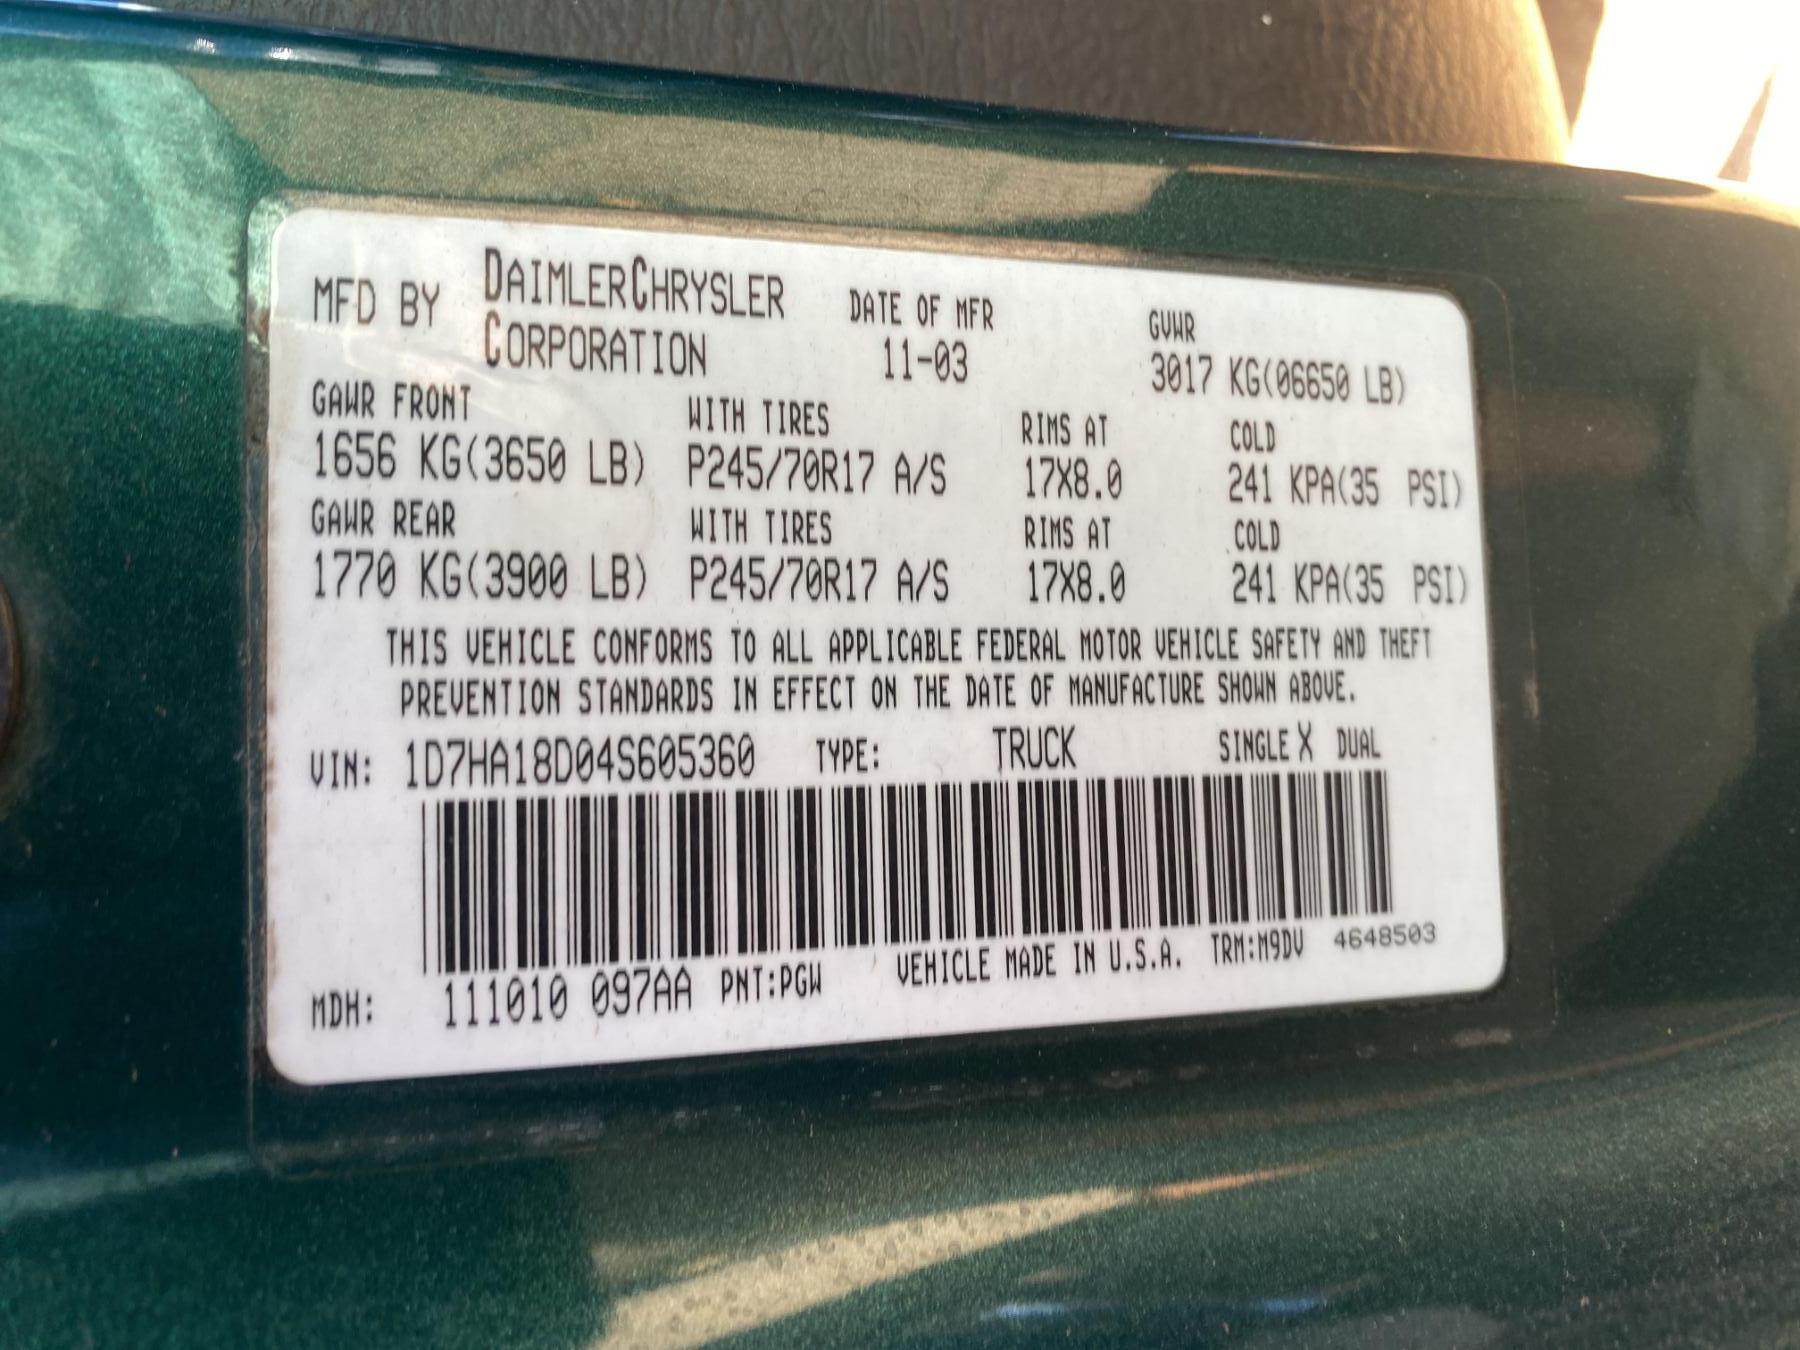 MFD BY DAIMLERCHRYSLER CORPORATION DATE OF MFR 11-03 GVWR 3017 KG(06650 LB)
GAWR FRONT WITH TIRES RIMS AT COLD
1656 KG(3650 LB) P245/70R17 A/S 17X8.0 241 KPA(35 PSI)
GAWR REAR WITH TIRES RIMS AT COLD
1770 KG(3900 LB) P245/70R17 A/S 17X8.0 241 KPA(35 PSI)
THIS VEHICLE CONFORMS TO ALL APPLICABLE FEDERAL MOTOR VEHICLE SAFETY AND THEFT
PREVENTION STANDARDS IN EFFECT ON THE DATE OF MANUFACTURE SHOWN ABOVE.
VIN: 1D7HA18D04S605360 TYPE: TRUCK SINGLE X DUAL
MDH: 111010 097AA PNT:PGW VEHICLE MADE IN U.S.A. TRM:M9DV 4648503